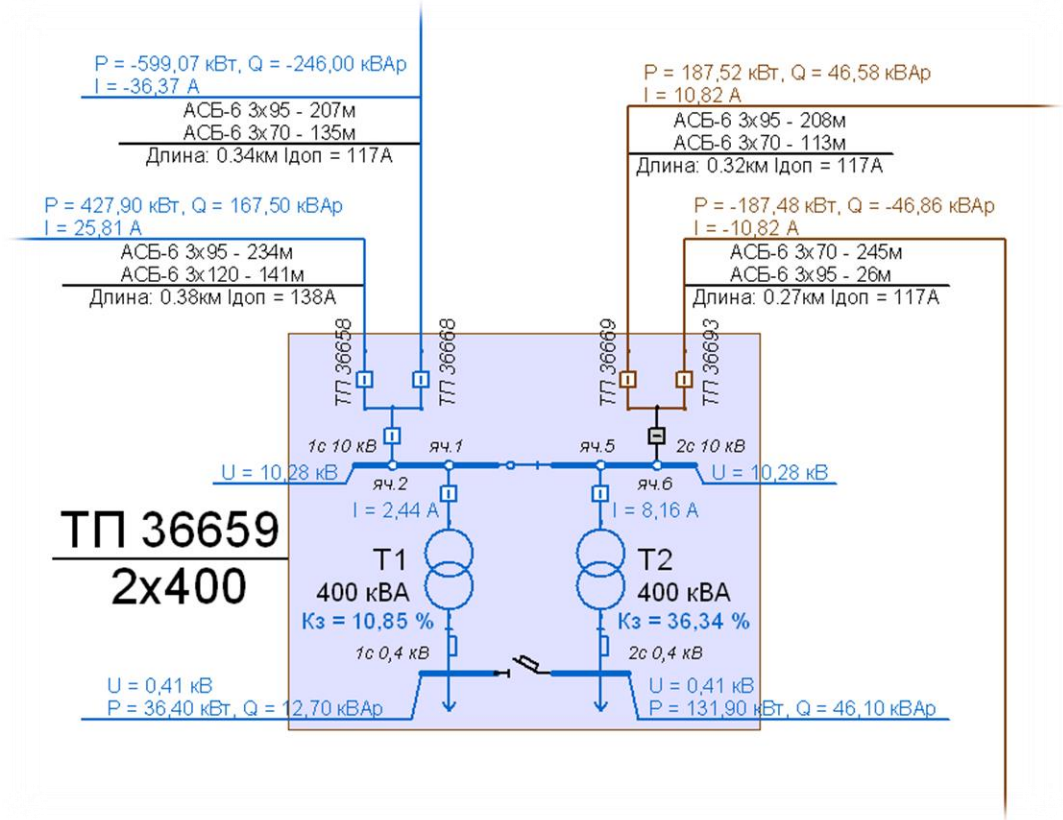 P = -599,07 кВт, Q = -246,00 кВАр
I = -36,37 А
АСБ-6 3х95 - 207м
АСБ-6 3х70 - 135м
Длина: 0.34км Iдоп = 117А
P = 427,90 кВт, Q = 167,50 кВАр
I = 25,81 А
АСБ-6 3х95 - 234м
АСБ-6 3х120 - 141м
Длина: 0.38км Iдоп = 138А
P = 187,52 кВт, Q = 46,58 кВАр
I = 10,82 А
АСБ-6 3х95 - 208м
АСБ-6 3х70 - 113м
Длина: 0.32км Iдоп = 117А
P = -187,48 кВт, Q = -46,86 кВАр
I = -10,82 А
АСБ-6 3х70 - 245м
АСБ-6 3х95 - 26м
Длина: 0.27км Iдоп = 117А
ТП 36658
ТП 36668
ТП 36669
ТП 36693
1с 10 кВ
яч.1
яч.5
2с 10 кВ
U = 10,28 кВ
яч.2
яч.6
U = 10,28 кВ
I = 2,44 А
I = 8,16 А
ТП 36659
2х400
Т1
400 кВА
Кз = 10,85 %
Т2
400 кВА
Кз = 36,34 %
1с 0,4 кВ
2с 0,4 кВ
U = 0,41 кВ
P = 36,40 кВт, Q = 12,70 кВАр
U = 0,41 кВ
P = 131,90 кВт, Q = 46,10 кВАр